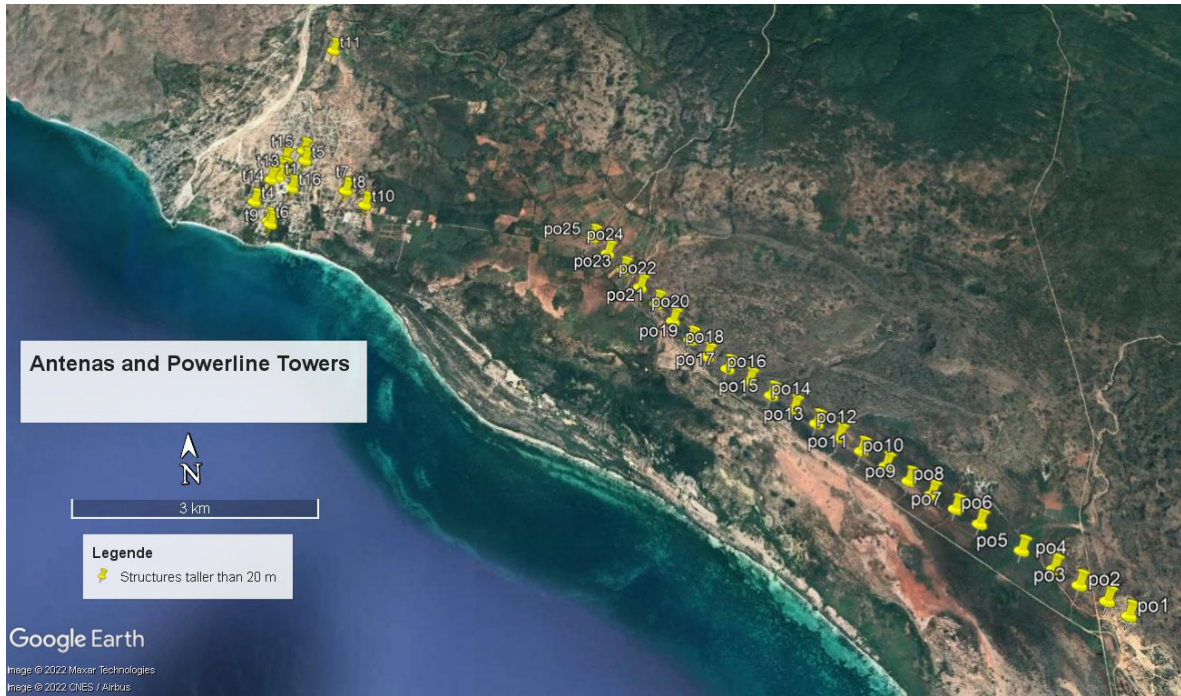 t11
t15
t5
t13
t1
t14
t16
t7
t8
t4
t10
t9
t6
po25
po24
po23
po22
po21
po20
po19
po18
po17
po16
po15
po14
po13
po12
po11
po10
po9
po8
po7
po6
po5
po4
po3
po2
po1
Antenas and Powerline Towers
N
3 km
Legende
Structures taller than 20 m
Google Earth
Image © 2022 Maxar Technologies
Image © 2022 CNES / Airbus